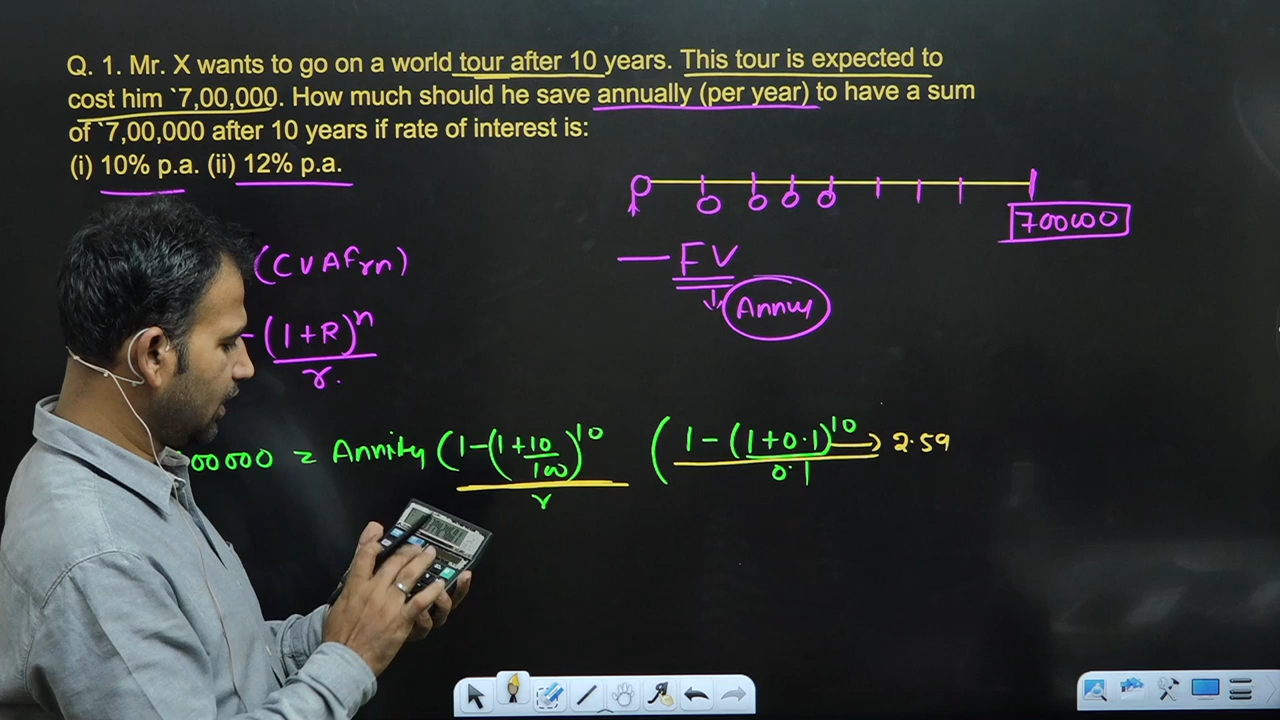 Q. 1. Mr. X wants to go on a world tour after 10 years. This tour is expected to
cost him `7,00,000. How much should he save annually (per year) to have a sum
of `7,00,000 after 10 years if rate of interest is:
(i) 10% p.a. (ii) 12% p.a.
700000
(CVAFrn)
FV
Annuy
- (1+R)^n
r.
00000 = Annity (1-(1+10/100)^10
r
(1-(1+0.1)^10 → 2.59
0.1